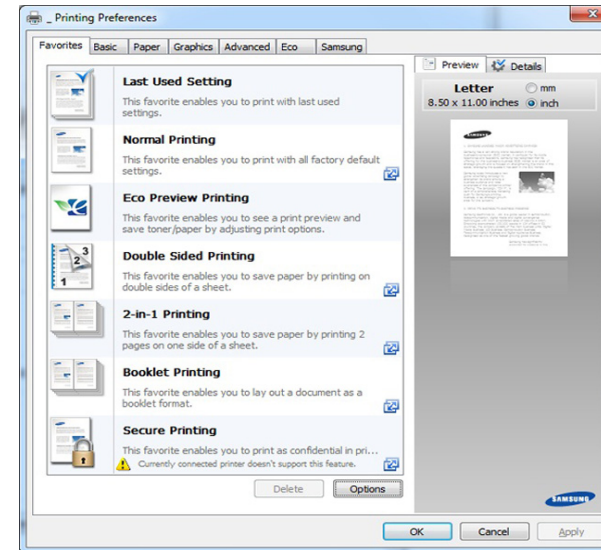 _ Printing Preferences
Favorites Basic Paper Graphics Advanced Eco Samsung
Last Used Setting
This favorite enables you to print with last used
settings.
Normal Printing
This favorite enables you to print with all factory default
settings.
Eco Preview Printing
This favorite enables you to see a print preview and
save toner/paper by adjusting print options.
1 2 3
Double Sided Printing
This favorite enables you to save paper by printing on
double sides of a sheet.
2-in-1 Printing
This favorite enables you to save paper by printing 2
pages on one side of a sheet.
Booklet Printing
This favorite enables you to lay out a document as a
booklet format.
Secure Printing
This favorite enables you to print as confidential in pri...
Currently connected printer doesn't support this feature.
Delete Options
Preview Details
Letter mm
8.50 x 11.00 inches inch
SAMSUNG
SAMSUNG
OK Cancel Apply